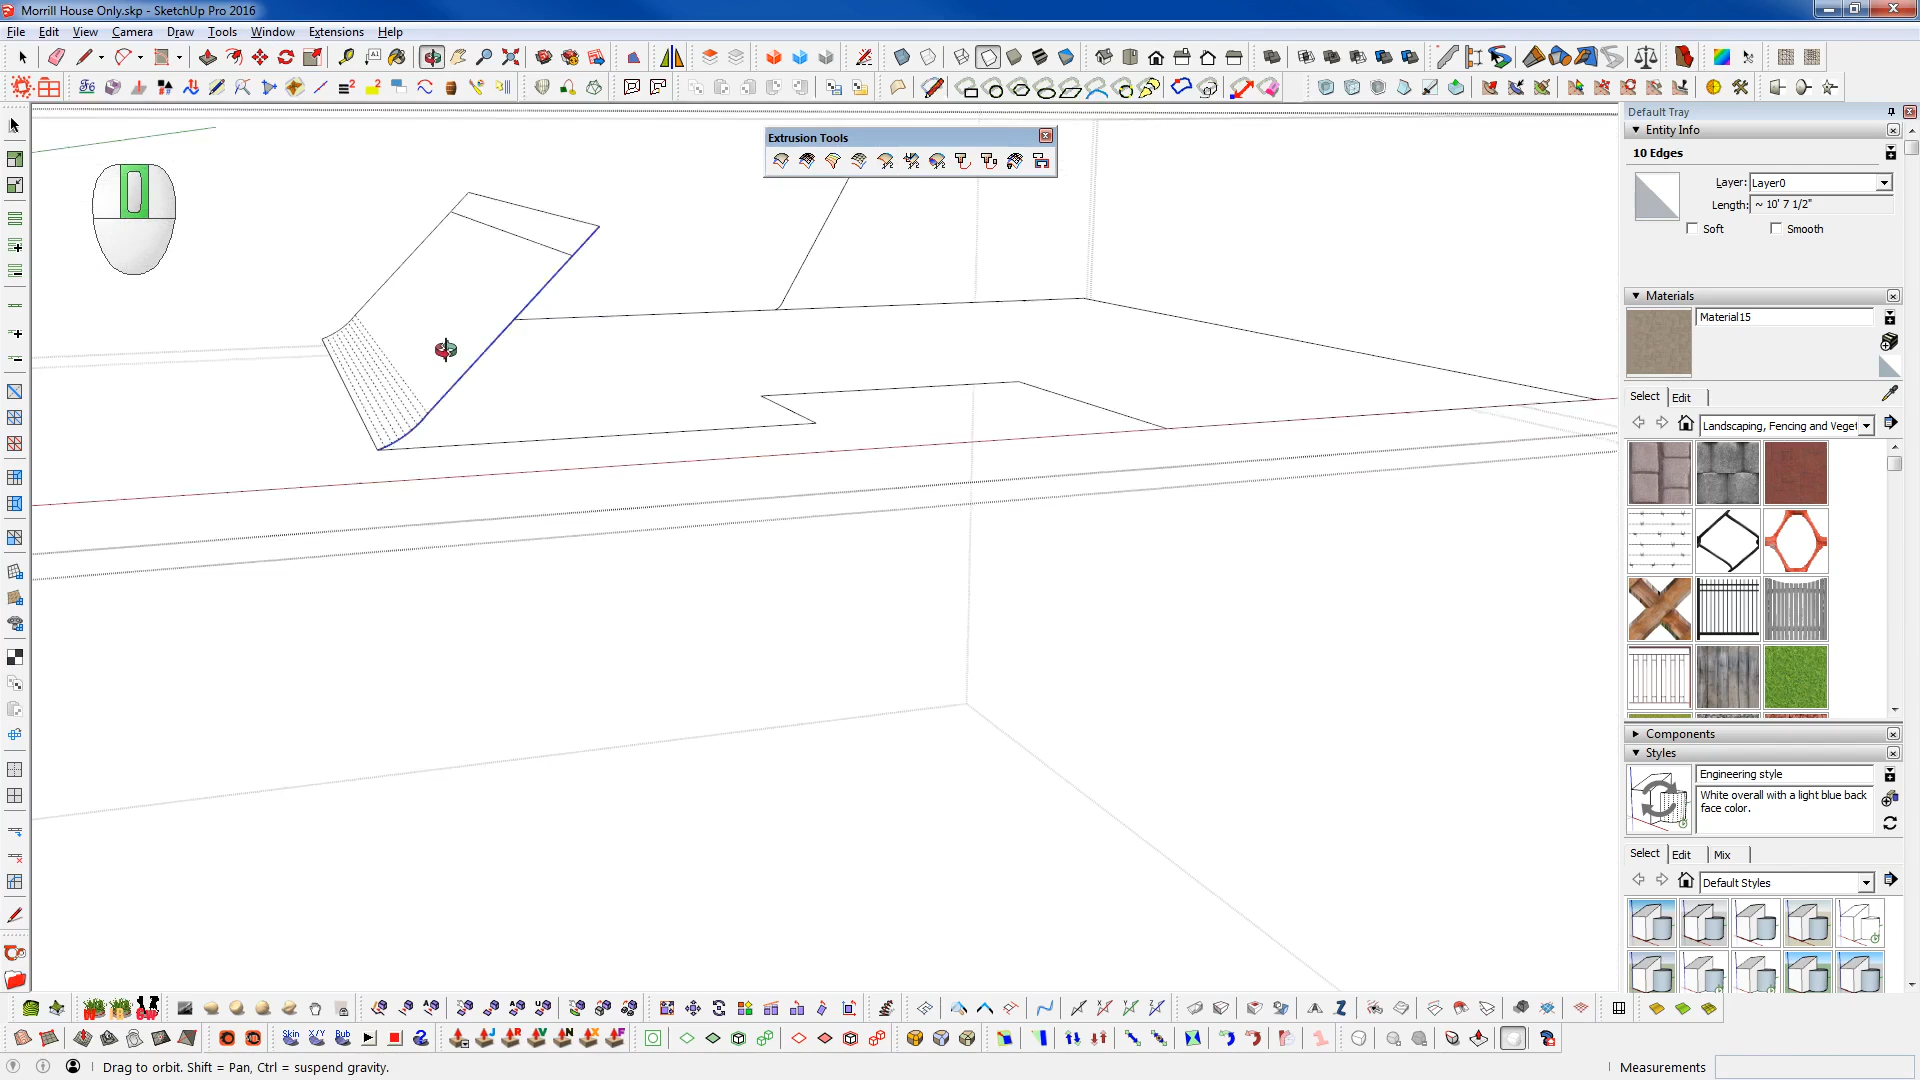 Morrill House Only.skp - SketchUp Pro 2016
File Edit View Camera Draw Tools Window Extensions Help
Default Tray
Entity Info
Extrusion Tools
10 Edges
Layer: Layer0
Length: ~ 10' 7 1/2"
Soft Smooth
Materials
Material15
Select Edit
Landscaping, Fencing and Veget
Components
Styles
Engineering style
White overall with a light blue back
face color.
Select Edit Mix
Default Styles
Skin X/Y Bub
Drag to orbit. Shift = Pan, Ctrl = suspend gravity.
Measurements